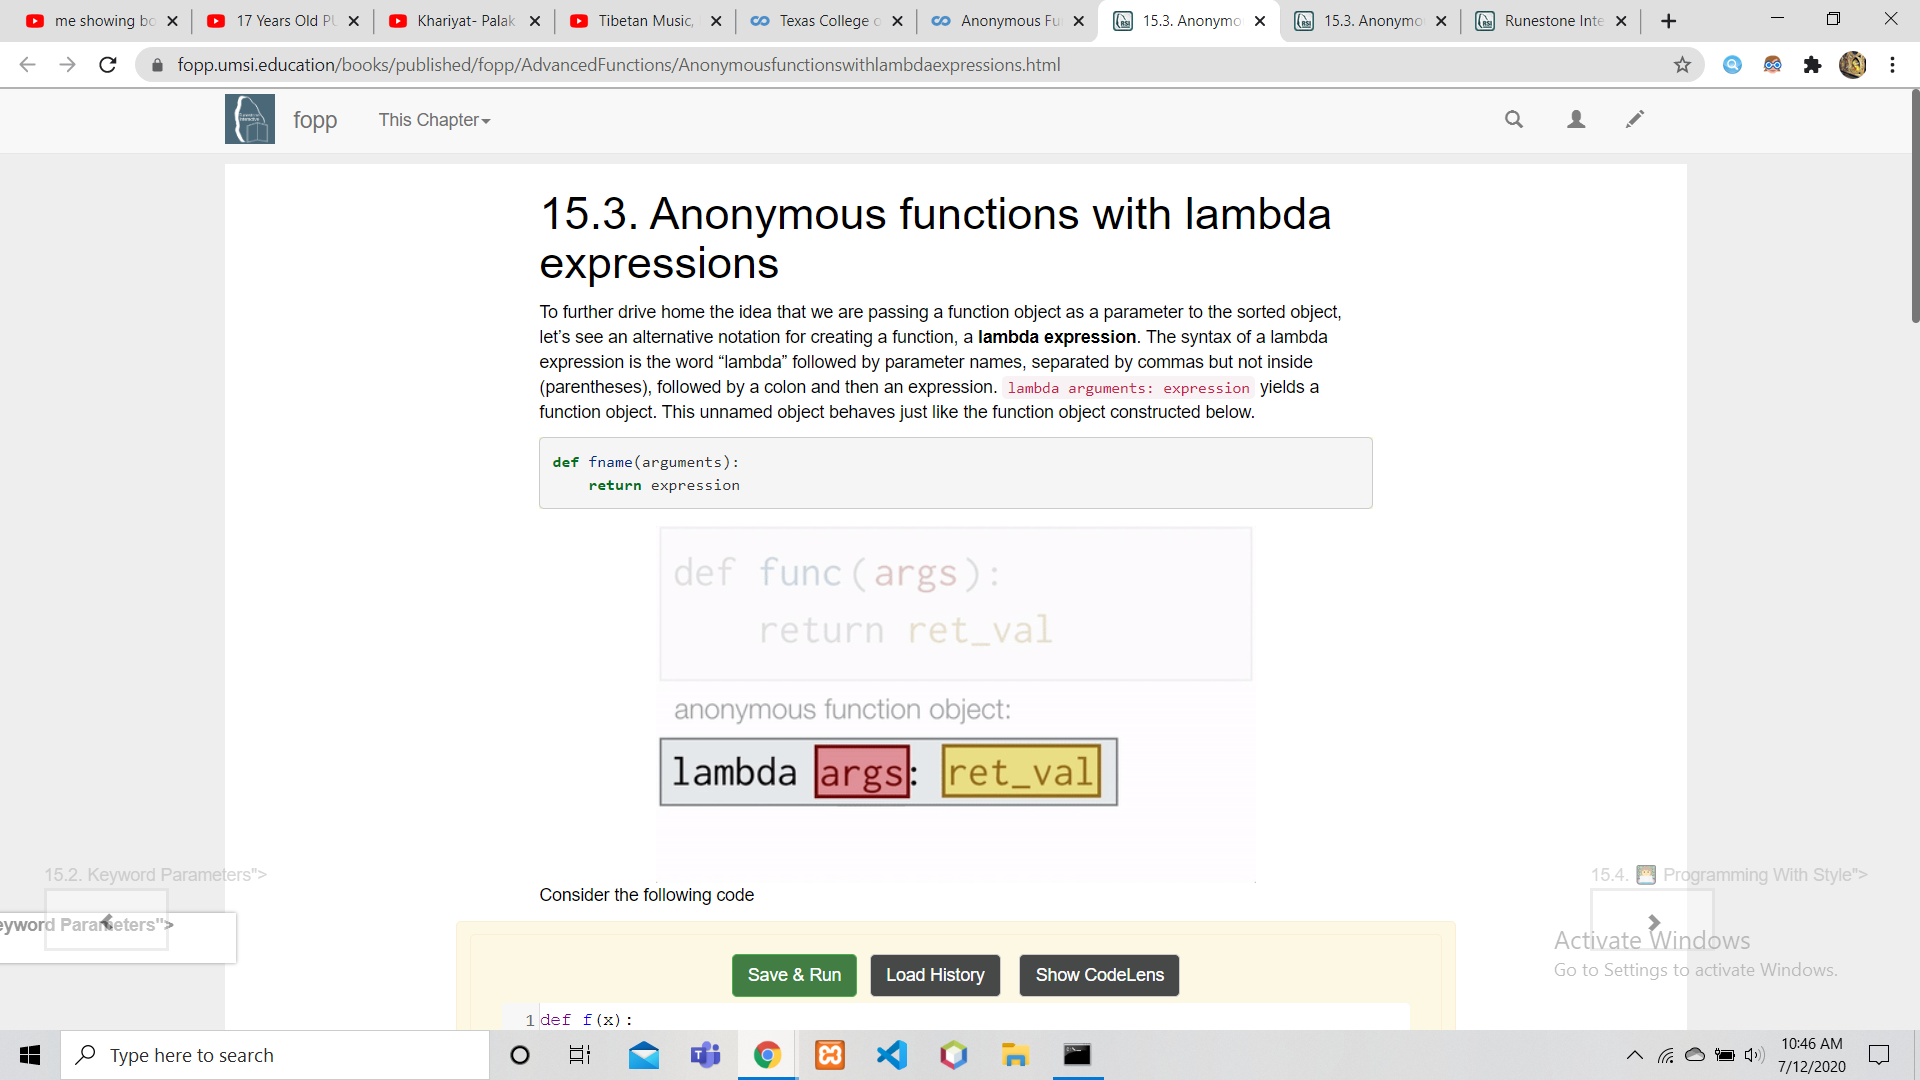 me showing bo
17 Years Old PU
Khariyat- Palak
Tibetan Music,
Texas College o
Anonymous Fu
15.3. Anonymo
15.3. Anonymo
Runestone Inte
fopp.umsi.education/books/published/fopp/AdvancedFunctions/Anonymousfunctionswithlambdaexpressions.html
fopp
This Chapter
15.3. Anonymous functions with lambda
expressions
To further drive home the idea that we are passing a function object as a parameter to the sorted object,
let’s see an alternative notation for creating a function, a lambda expression. The syntax of a lambda
expression is the word “lambda” followed by parameter names, separated by commas but not inside
(parentheses), followed by a colon and then an expression. lambda arguments: expression yields a
function object. This unnamed object behaves just like the function object constructed below.
def fname(arguments):
return expression
def func(args):
return ret_val
anonymous function object:
lambda args: ret_val
15.2. Keyword Parameters">
eyword Parameters">
15.4. Programming With Style">
Consider the following code
Save & Run
Load History
Show CodeLens
1 def f(x):
Activate Windows
Go to Settings to activate Windows.
Type here to search
10:46 AM
7/12/2020